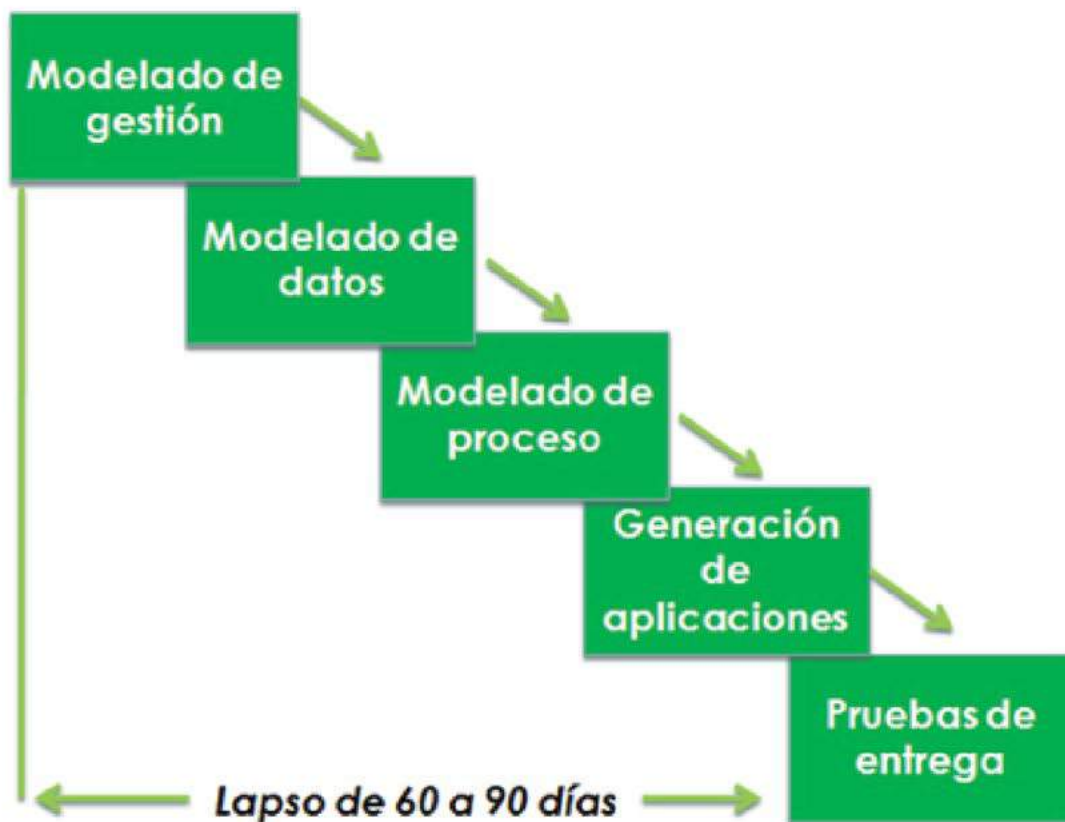 Modelado de
gestión
Modelado de
datos
Modelado de
proceso
Generación
de
aplicaciones
Pruebas de
entrega
Lapso de 60 a 90 días